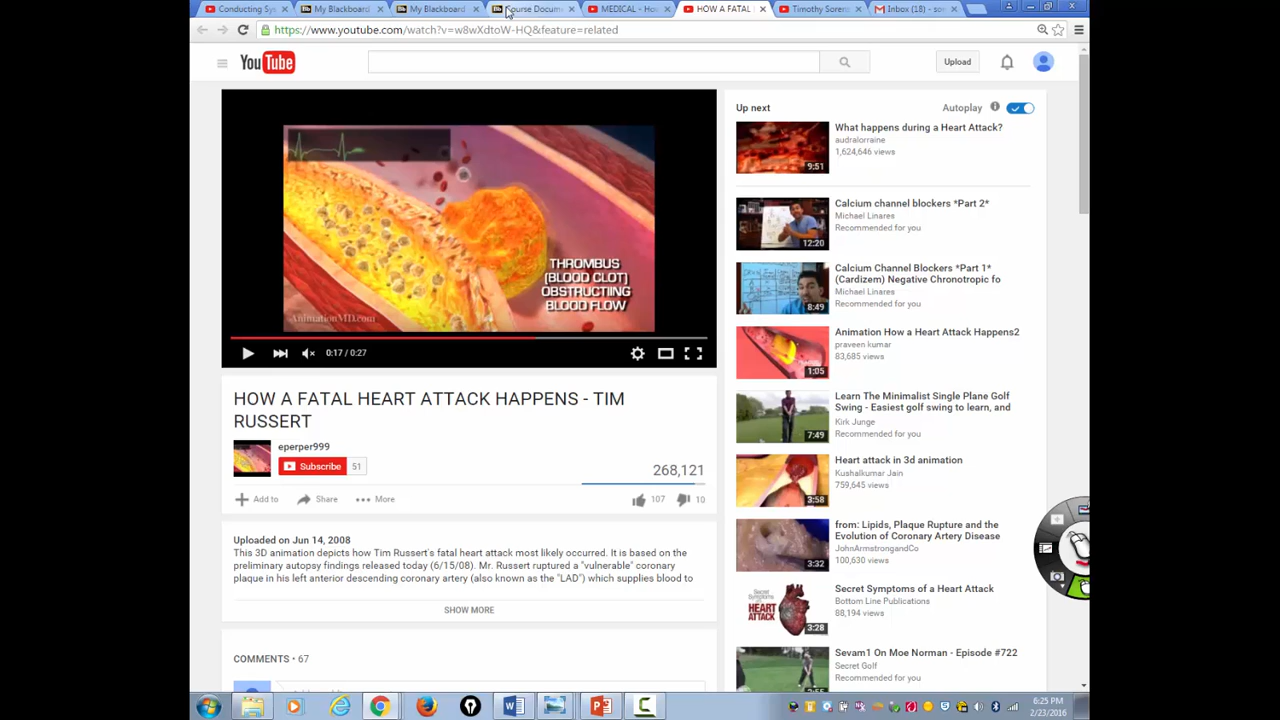 Conducting Sy
My Blackboard
My Blackboard
Course Docum
MEDICAL - Ho
HOW A FATAL
Timothy Sorens
Inbox (18) - so
https://www.youtube.com/watch?v=w8wXdtoW-HQ&feature=related
YouTube
Upload
THROMBUS
(BLOOD CLOT)
OBSTRUCTIING
BLOOD FLOW
AnimationMD.com
0:17 / 0:27
HOW A FATAL HEART ATTACK HAPPENS - TIM
RUSSERT
eperper999
Subscribe 51
268,121
Add to Share More
107 10
Uploaded on Jun 14, 2008
This 3D animation depicts how Tim Russert's fatal heart attack most likely occurred. It is based on the
preliminary autopsy findings released today (6/15/08). Mr. Russert ruptured a "vulnerable" coronary
plaque in his left anterior descending coronary artery (also known as the "LAD") which supplies blood to
SHOW MORE
COMMENTS • 67
Up next
Autoplay
What happens during a Heart Attack?
audralorraine
1,624,646 views
9:51
Calcium channel blockers *Part 2*
Michael Linares
Recommended for you
12:20
Calcium Channel Blockers *Part 1*
(Cardizem) Negative Chronotropic fo
Michael Linares
Recommended for you
8:49
Animation How a Heart Attack Happens2
praveen kumar
83,685 views
1:05
Learn The Minimalist Single Plane Golf
Swing - Easiest golf swing to learn, and
Kirk Junge
Recommended for you
7:49
Heart attack in 3d animation
Kushalkumar Jain
759,645 views
3:58
from: Lipids, Plaque Rupture and the
Evolution of Coronary Artery Disease
JohnArmstrongandCo
100,630 views
3:32
Secret Symptoms of a Heart Attack
Bottom Line Publications
88,194 views
Secret
Symptoms
of a
HEART
ATTACK
3:28
Sevam1 On Moe Norman - Episode #722
Secret Golf
Recommended for you
6:25 PM
2/23/2016